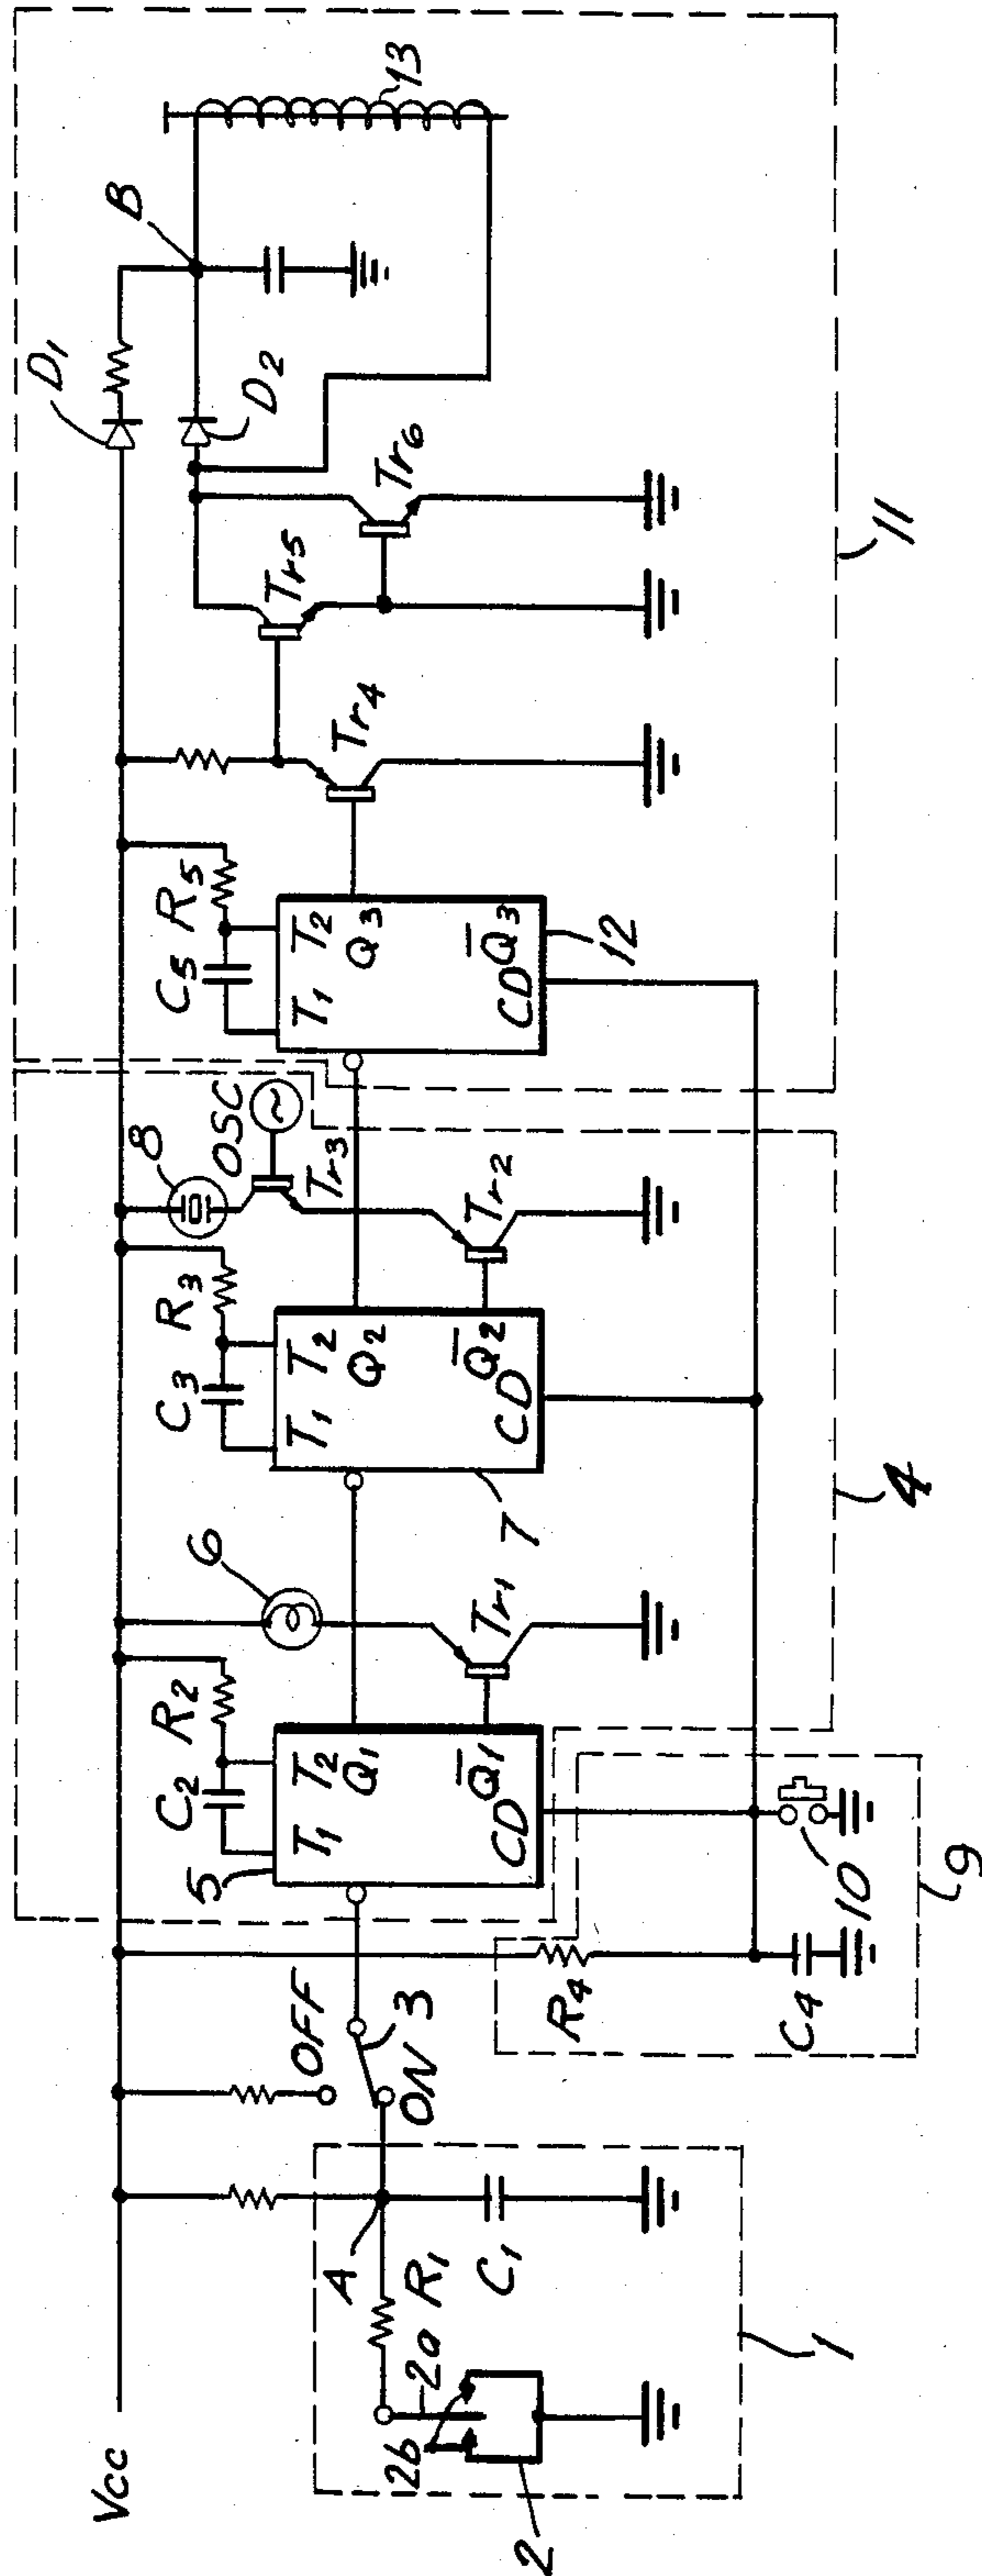 Vcc
2
2b
2a
R1
A
C1
1
OFF
ON
3
R4
C4
10
9
5
C2
R2
T1
T2
Q1
Q̅1
CD
6
Tr1
C3
R3
T1
T2
Q2
Q̅2
CD
7
8
OSC
Tr3
Tr2
4
C5
R5
T1
T2
Q3
Q̅3
CD
12
Tr4
Tr5
Tr6
D1
D2
B
13
11